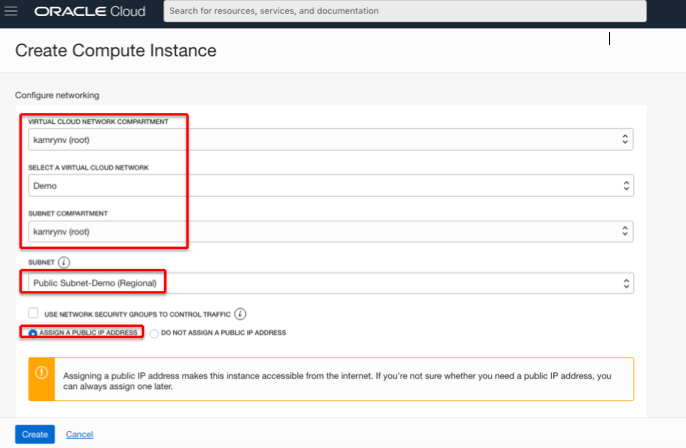 ORACLE Cloud
Search for resources, services, and documentation
Create Compute Instance
Configure networking
VIRTUAL CLOUD NETWORK COMPARTMENT
kamrynv (root)
SELECT A VIRTUAL CLOUD NETWORK
Demo
SUBNET COMPARTMENT
kamrynv (root)
SUBNET i
Public Subnet-Demo (Regional)
USE NETWORK SECURITY GROUPS TO CONTROL TRAFFIC i
ASSIGN A PUBLIC IP ADDRESS DO NOT ASSIGN A PUBLIC IP ADDRESS
Assigning a public IP address makes this instance accessible from the internet. If you're not sure whether you need a public IP address, you
can always assign one later.
Create Cancel